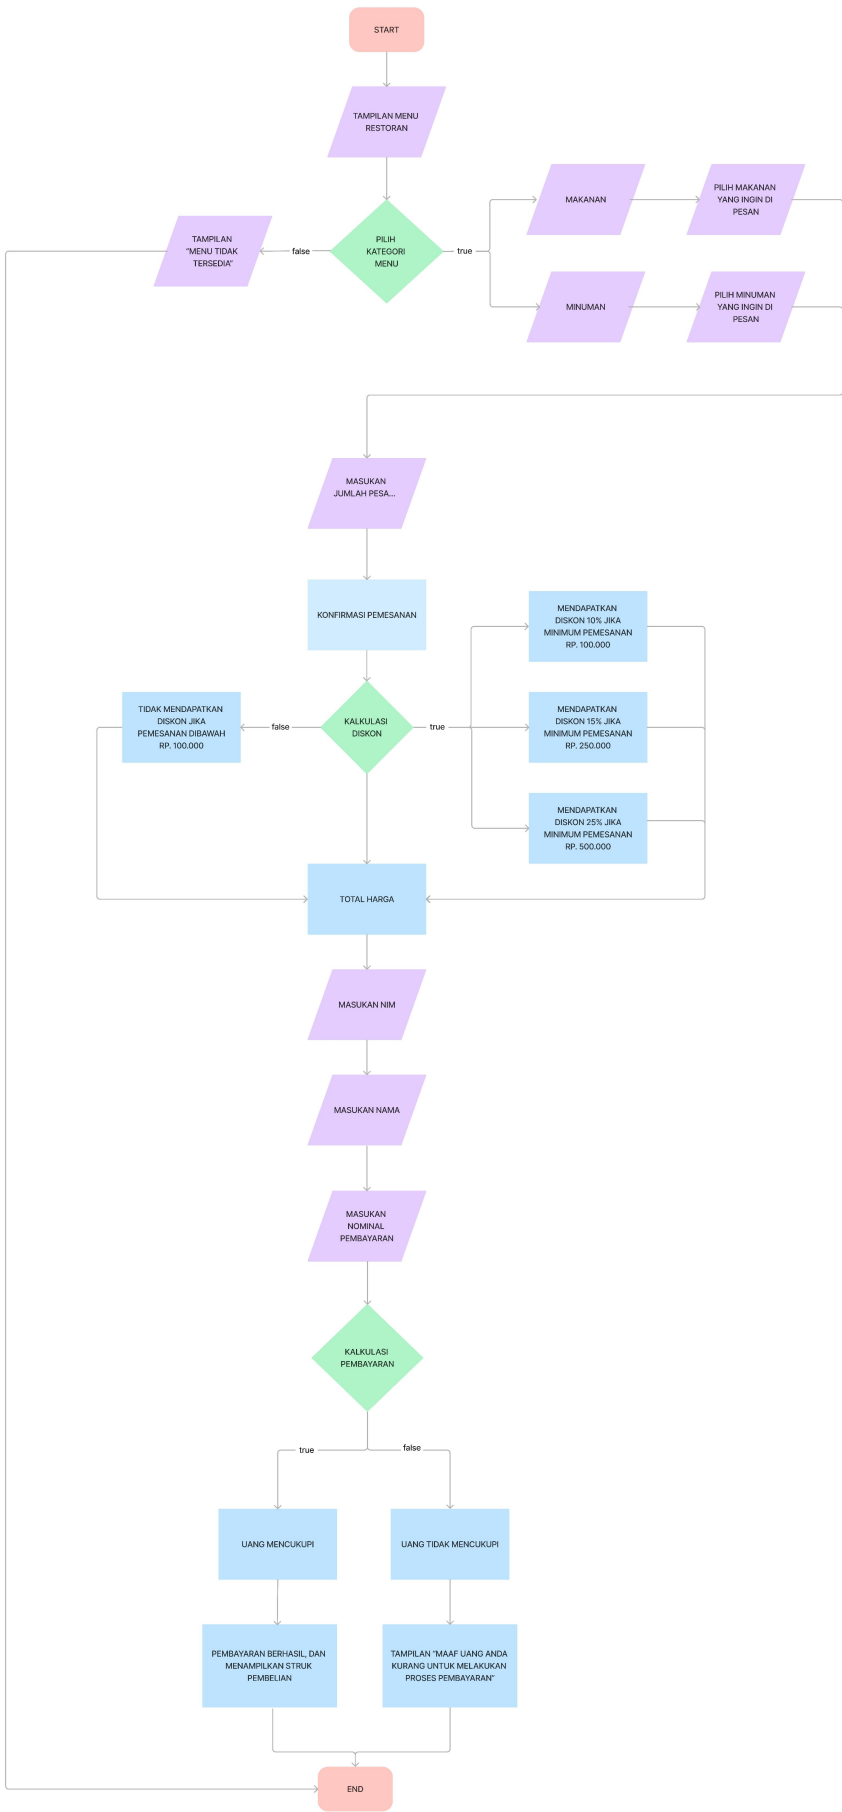 START
TAMPILAN MENU
RESTORAN
PILIH
KATEGORI
MENU
false
TAMPILAN
“MENU TIDAK
TERSEDIA”
true
MAKANAN
PILIH MAKANAN
YANG INGIN DI
PESAN
MINUMAN
PILIH MINUMAN
YANG INGIN DI
PESAN
MASUKAN
JUMLAH PESA...
KONFIRMASI PEMESANAN
KALKULASI
DISKON
false
TIDAK MENDAPATKAN
DISKON JIKA
PEMESANAN DIBAWAH
RP. 100.000
true
MENDAPATKAN
DISKON 10% JIKA
MINIMUM PEMESANAN
RP. 100.000
MENDAPATKAN
DISKON 15% JIKA
MINIMUM PEMESANAN
RP. 250.000
MENDAPATKAN
DISKON 25% JIKA
MINIMUM PEMESANAN
RP. 500.000
TOTAL HARGA
MASUKAN NIM
MASUKAN NAMA
MASUKAN
NOMINAL
PEMBAYARAN
KALKULASI
PEMBAYARAN
true
false
UANG MENCUKUPI
UANG TIDAK MENCUKUPI
PEMBAYARAN BERHASIL, DAN
MENAMPILKAN STRUK
PEMBELIAN
TAMPILAN “MAAF UANG ANDA
KURANG UNTUK MELAKUKAN
PROSES PEMBAYARAN”
END